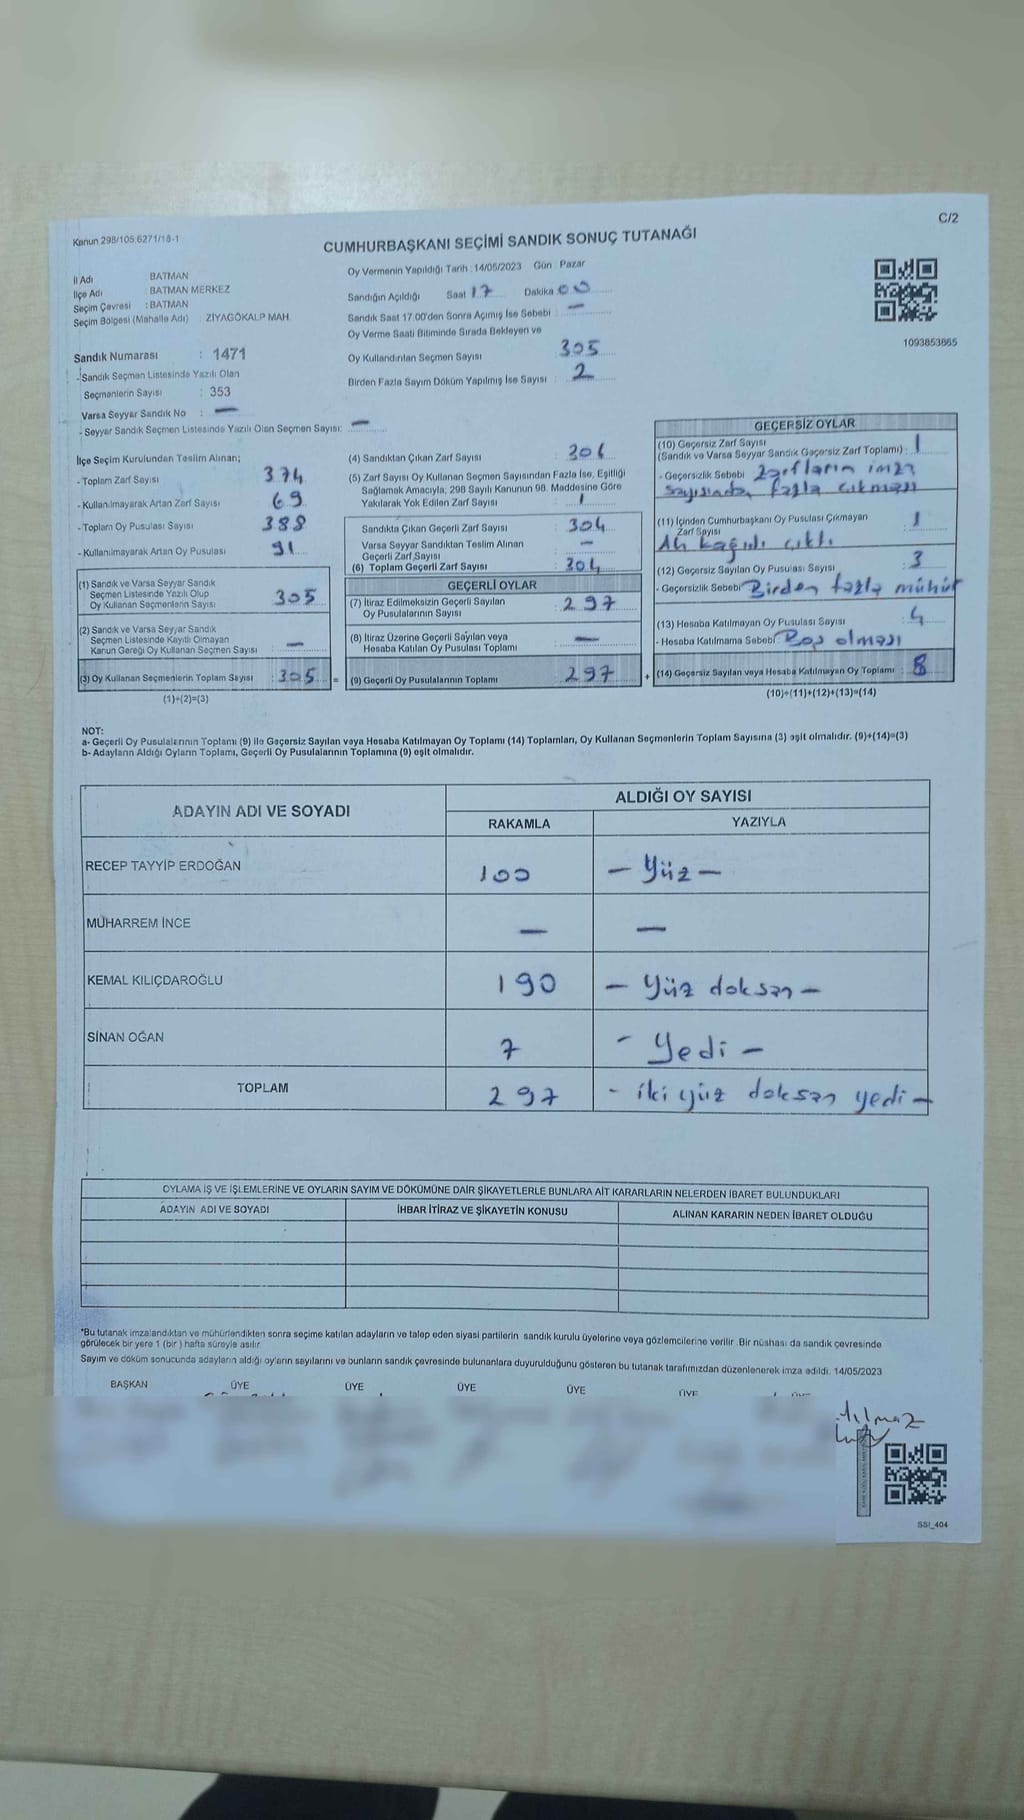 Kanun 298/105,6271/18-1
C/2
CUMHURBAŞKANI SEÇİMİ SANDIK SONUÇ TUTANAĞI
İl Adı BATMAN
İlçe Adı BATMAN MERKEZ
Seçim Çevresi : BATMAN
Seçim Bölgesi (Mahalle Adı) : ZİYAGÖKALP MAH.
Sandık Numarası : 1471
- Sandık Seçmen Listesinde Yazılı Olan
Seçmenlerin Sayısı : 353
Varsa Seyyar Sandık No : —
- Seyyar Sandık Seçmen Listesinde Yazılı Olan Seçmen Sayısı: —
Oy Vermenin Yapıldığı Tarih : 14/05/2023 Gün : Pazar
Sandığın Açıldığı Saat 17 Dakika 00
Sandık Saat 17.00'den Sonra Açımış İse Sebebi : —
Oy Verme Saati Bitiminde Sırada Bekleyen ve
Oy Kullandırılan Seçmen Sayısı : 305
Birden Fazla Sayım Döküm Yapılmış İse Sayısı : 2
1093853865
İlçe Seçim Kurulundan Teslim Alınan;
- Toplam Zarf Sayısı 374
- Kullanılmayarak Artan Zarf Sayısı : 69
- Toplam Oy Pusulası Sayısı 388
- Kullanılmayarak Artan Oy Pusulası : 91
(1) Sandık ve Varsa Seyyar Sandık
Seçmen Listesinde Yazılı Olup
Oy Kullanan Seçmenlerin Sayısı : 305
(2) Sandık ve Varsa Seyyar Sandık
Seçmen Listesinde Kayıtlı Olmayan
Kanun Gereği Oy Kullanan Seçmen Sayısı : —
(3) Oy Kullanan Seçmenlerin Toplam Sayısı : 305 =
(1)+(2)=(3)
(4) Sandıktan Çıkan Zarf Sayısı : 306
(5) Zarf Sayısı Oy Kullanan Seçmen Sayısından Fazla İse, Eşitliği
Sağlamak Amacıyla; 298 Sayılı Kanunun 98. Maddesine Göre
Yakılarak Yok Edilen Zarf Sayısı : 1
Sandıkta Çıkan Geçerli Zarf Sayısı : 304
Varsa Seyyar Sandıktan Teslim Alınan
Geçerli Zarf Sayısı : —
(6) Toplam Geçerli Zarf Sayısı : 304
GEÇERLİ OYLAR
(7) İtiraz Edilmeksizin Geçerli Sayılan
Oy Pusulalarının Sayısı : 297
(8) İtiraz Üzerine Geçerli Sayılan veya
Hesaba Katılan Oy Pusulası Toplamı : —
(9) Geçerli Oy Pusulalarının Toplamı : 297 +
GEÇERSİZ OYLAR
(10) Geçersiz Zarf Sayısı
(Sandık ve Varsa Seyyar Sandık Geçersiz Zarf Toplamı) : 1
- Geçersizlik Sebebi : Zarfların imza
sayısından fazla çıkması
(11) İçinden Cumhurbaşkanı Oy Pusulası Çıkmayan
Zarf Sayısı : 1
kağıdı çıktı
(12) Geçersiz Sayılan Oy Pusulası Sayısı : 3
- Geçersizlik Sebebi : Birden fazla mühür
(13) Hesaba Katılmayan Oy Pusulası Sayısı : 4
- Hesaba Katılmama Sebebi : Boş olması
(14) Geçersiz Sayılan veya Hesaba Katılmayan Oy Toplamı : 8
(10)+(11)+(12)+(13)=(14)
NOT:
a- Geçerli Oy Pusulalarının Toplamı (9) ile Geçersiz Sayılan veya Hesaba Katılmayan Oy Toplamı (14) Toplamları, Oy Kullanan Seçmenlerin Toplam Sayısına (3) eşit olmalıdır. (9)+(14)=(3)
b- Adayların Aldığı Oyların Toplamı, Geçerli Oy Pusulalarının Toplamına (9) eşit olmalıdır.
ADAYIN ADI VE SOYADI
ALDIĞI OY SAYISI
RAKAMLA YAZIYLA
RECEP TAYYİP ERDOĞAN 100 — Yüz —
MUHARREM İNCE — —
KEMAL KILIÇDAROĞLU 190 — Yüz doksan —
SİNAN OĞAN 7 - Yedi —
TOPLAM 297 - iki yüz doksan yedi —
OYLAMA İŞ VE İŞLEMLERİNE VE OYLARIN SAYIM VE DÖKÜMÜNE DAİR ŞİKAYETLERLE BUNLARA AİT KARARLARIN NELERDEN İBARET BULUNDUKLARI
ADAYIN ADI VE SOYADI İHBAR İTİRAZ VE ŞİKAYETİN KONUSU ALINAN KARARIN NEDEN İBARET OLDUĞU
*Bu tutanak imzalandıktan ve mühürlendikten sonra seçime katılan adayların ve talep eden siyasi partilerin sandık kurulu üyelerine veya gözlemcilerine verilir. Bir nüshası da sandık çevresinde
görülecek bir yere 1 (bir) hafta süreyle asılır.
Sayım ve döküm sonucunda adayların aldığı oyların sayılarını ve bunların sandık çevresinde bulunanlara duyurulduğunu gösteren bu tutanak tarafımızdan düzenlenerek imza edildi. 14/05/2023
BAŞKAN ÜYE ÜYE ÜYE ÜYE ÜYE ÜYE
SSI_404